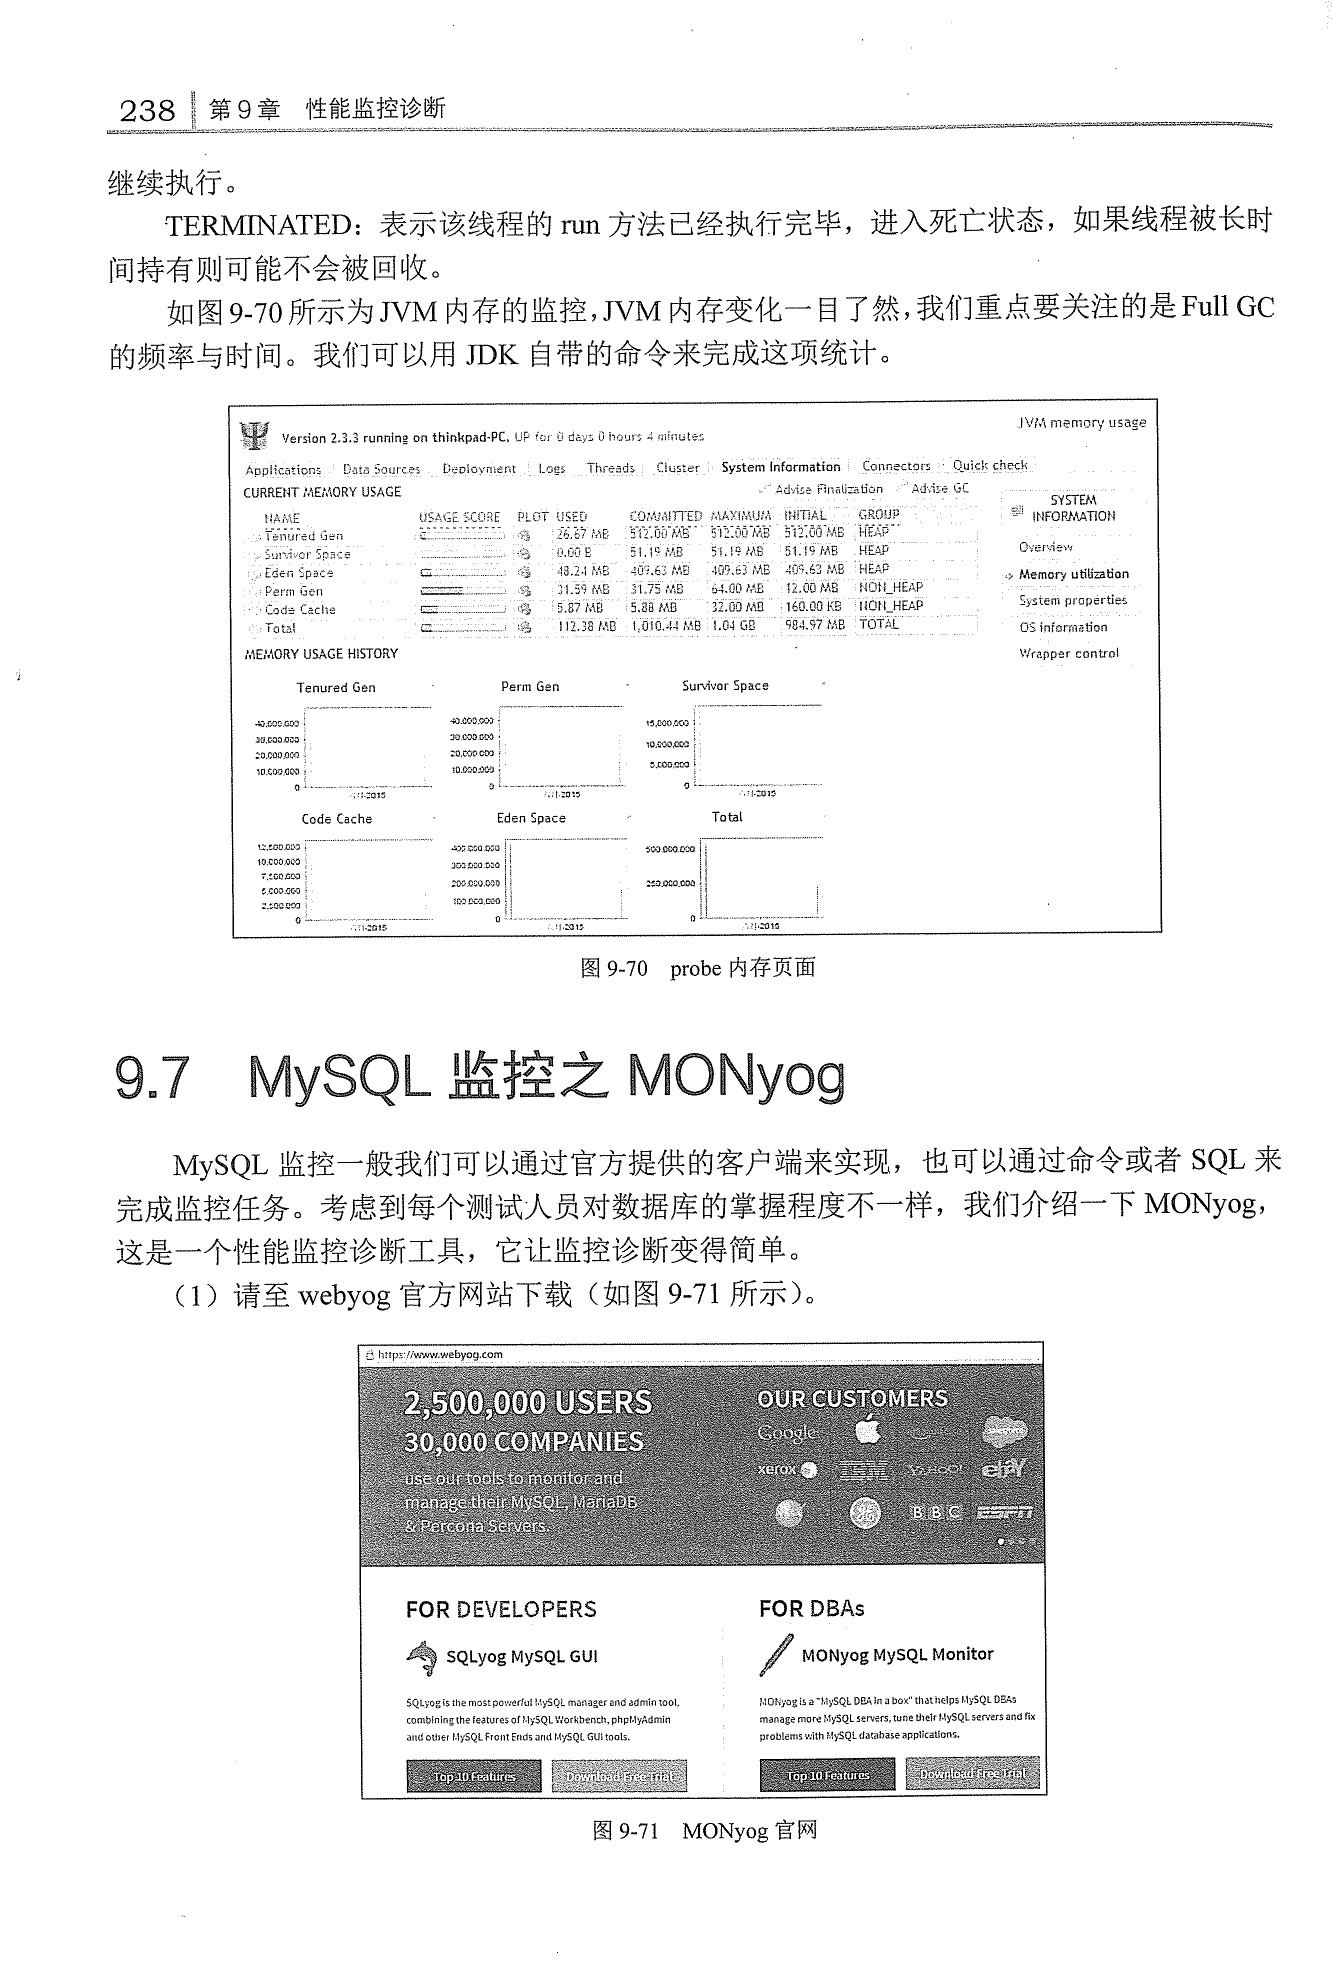 238 第9章 性能监控诊断
继续执行。
TERMINATED：表示该线程的 run 方法已经执行完毕，进入死亡状态，如果线程被长时
间持有则可能不会被回收。
如图 9-70 所示为 JVM 内存的监控，JVM 内存变化一目了然，我们重点要关注的是 Full GC
的频率与时间。我们可以用 JDK 自带的命令来完成这项统计。
JVM memory usage
Version 2.3.3 running on thinkpad-PC, UP for 0 days 0 hours 4 minutes
Applications Data Sources Deployment Logs Threads Cluster System Information Connectors Quick check
CURRENT MEMORY USAGE Advise Finalization Advise GC
NAME USAGE SCORE PLOT USED COMMITTED MAXIMUM INITIAL GROUP
Tenured Gen 26.67 MB 512.00 MB 512.00 MB 512.00 MB HEAP
Survivor Space 0.00 B 51.19 MB 51.19 MB 51.19 MB HEAP
Eden Space 48.24 MB 409.63 MB 409.63 MB 409.63 MB HEAP
Perm Gen 31.59 MB 31.75 MB 64.00 MB 12.00 MB NON_HEAP
Code Cache 5.87 MB 5.88 MB 32.00 MB 160.00 KB NON_HEAP
Total 112.38 MB 1,010.44 MB 1.04 GB 984.97 MB TOTAL
SYSTEM
INFORMATION
Overview
Memory utilization
System properties
OS information
Wrapper control
MEMORY USAGE HISTORY
Tenured Gen Perm Gen Survivor Space
40,000,000 40,000,000 15,000,000
30,000,000 30,000,000 10,000,000
20,000,000 20,000,000 5,000,000
10,000,000 10,000,000
0 0 0
Code Cache Eden Space Total
12,500,000 400,000,000 500,000,000
10,000,000 300,000,000
7,500,000 200,000,000 250,000,000
5,000,000 100,000,000
2,500,000
0 0 0
图 9-70 probe 内存页面
9.7 MySQL 监控之 MONyog
MySQL 监控一般我们可以通过官方提供的客户端来实现，也可以通过命令或者 SQL 来
完成监控任务。考虑到每个测试人员对数据库的掌握程度不一样，我们介绍一下 MONyog，
这是一个性能监控诊断工具，它让监控诊断变得简单。
（1）请至 webyog 官方网站下载（如图 9-71 所示）。
https://www.webyog.com
2,500,000 USERS
30,000 COMPANIES
use our tools to monitor and
manage their MySQL, MariaDB
& Percona Servers.
OUR CUSTOMERS
Google
xerox IBM YAHOO! ebay
BBC ESPN
FOR DEVELOPERS
SQLyog MySQL GUI
SQLyog is the most powerful MySQL manager and admin tool,
combining the features of MySQL Workbench, phpMyAdmin
and other MySQL Front Ends and MySQL GUI tools.
Top 10 Features Download Free Trial
FOR DBAs
MONyog MySQL Monitor
MONyog is a "MySQL DBA in a box" that helps MySQL DBAs
manage more MySQL servers, tune their MySQL servers and fix
problems with MySQL database applications.
Top 10 Features Download Free Trial
图 9-71 MONyog 官网